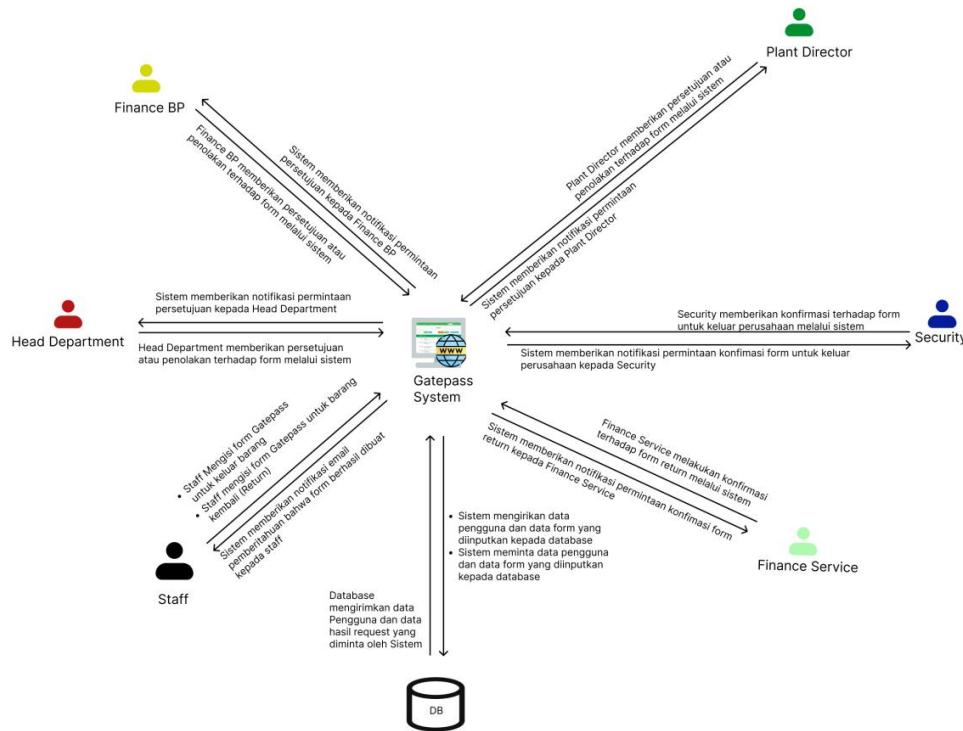 Plant Director
Finance BP
Plant Director memberikan persetujuan atau
penolakan terhadap form melalui sistem
Sistem memberikan notifikasi permintaan
persetujuan kepada Plant Director
Sistem memberikan notifikasi permintaan
persetujuan kepada Finance BP
Finance BP memberikan persetujuan atau
penolakan terhadap form melalui sistem
Sistem memberikan notifikasi permintaan
persetujuan kepada Head Department
Head Department
Head Department memberikan persetujuan
atau penolakan terhadap form melalui sistem
WWW
Gatepass
System
Security memberikan konfirmasi terhadap form
untuk keluar perusahaan melalui sistem
Security
Sistem memberikan notifikasi permintaan konfimasi form untuk keluar
perusahaan kepada Security
• Staff Mengisi form Gatepass
untuk keluar barang
• Staff mengisi form Gatepass untuk barang
kembali (Return)
Sistem memberikan notifikasi email
pemberitahuan bahwa form berhasil dibuat
kepada staff
Staff
Finance Service melakukan konfirmasi
terhadap form return melalui sistem
Sistem memberikan notifikasi permintaan konfirmasi form
return kepada Finance Service
Finance Service
• Sistem mengirikan data
pengguna dan data form yang
diinputkan kepada database
• Sistem meminta data pengguna
dan data form yang diinputkan
kepada database
Database
mengirimkan data
Pengguna dan data
hasil request yang
diminta oleh Sistem
DB